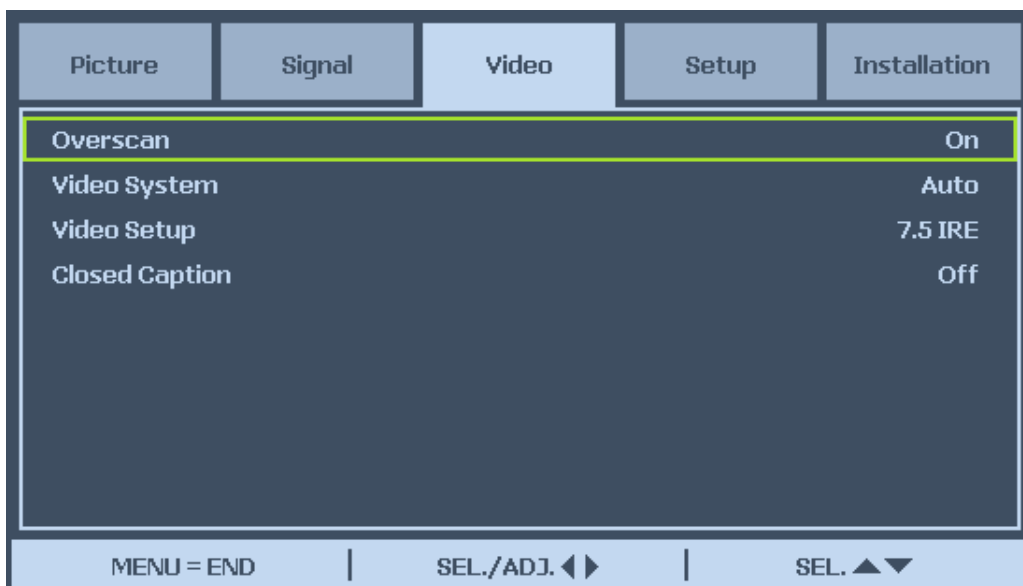 Picture Signal Video Setup Installation
Overscan On
Video System Auto
Video Setup 7.5 IRE
Closed Caption Off
MENU = END | SEL./ADJ. ◀ ▶ | SEL. ▲ ▼